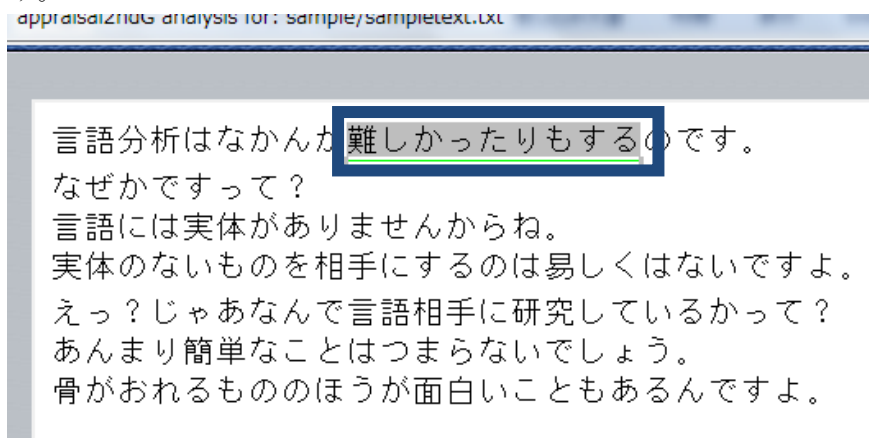 appraisal2ndG analysis for: sample/sampletext.txt
言語分析はなかんか難しかったりもするのです。
なぜかですって？
言語には実体がありませんからね。
実体のないものを相手にするのは易しくはないですよ。
えっ？じゃあなんで言語相手に研究しているかって？
あんまり簡単なことはつまらないでしょう。
骨がおれるもののほうが面白いこともあるんですよ。